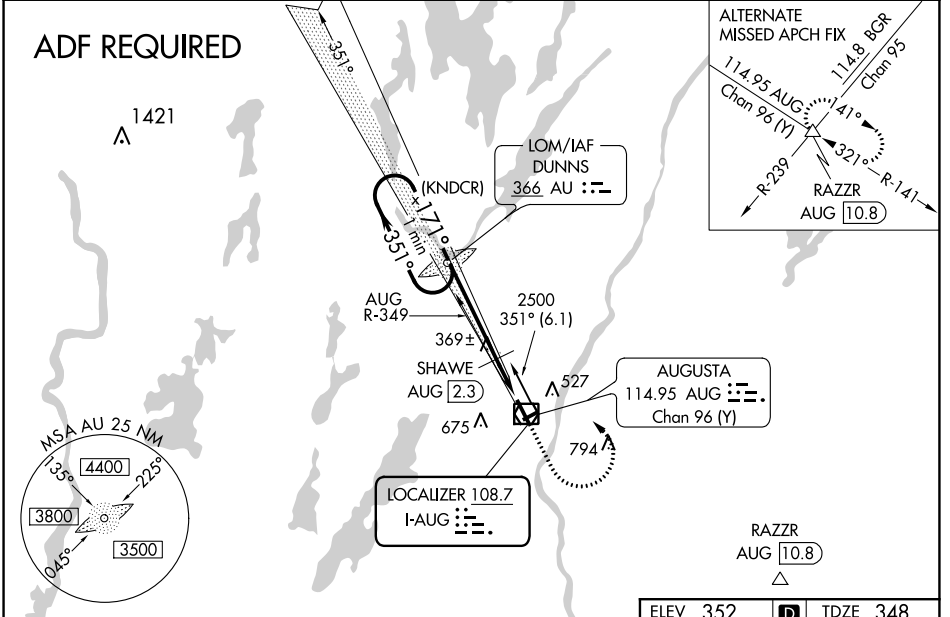 ADF REQUIRED
1421
351°
LOM/IAF
DUNNS
366 AU
(KNDCR)
171°
1 min
351°
AUG
R-349
2500
351° (6.1)
369±
SHAWE
AUG 2.3
527
675
794
AUGUSTA
114.95 AUG
Chan 96 (Y)
LOCALIZER 108.7
I-AUG
MSA AU 25 NM
135°
4400
225°
3800
3500
045°
ALTERNATE
MISSED APCH FIX
114.8 BGR
Chan 95
114.95 AUG
Chan 96 (Y)
141°
321°
R-141
R-239
RAZZR
AUG 10.8
RAZZR
AUG 10.8
ELEV 352 D TDZE 348